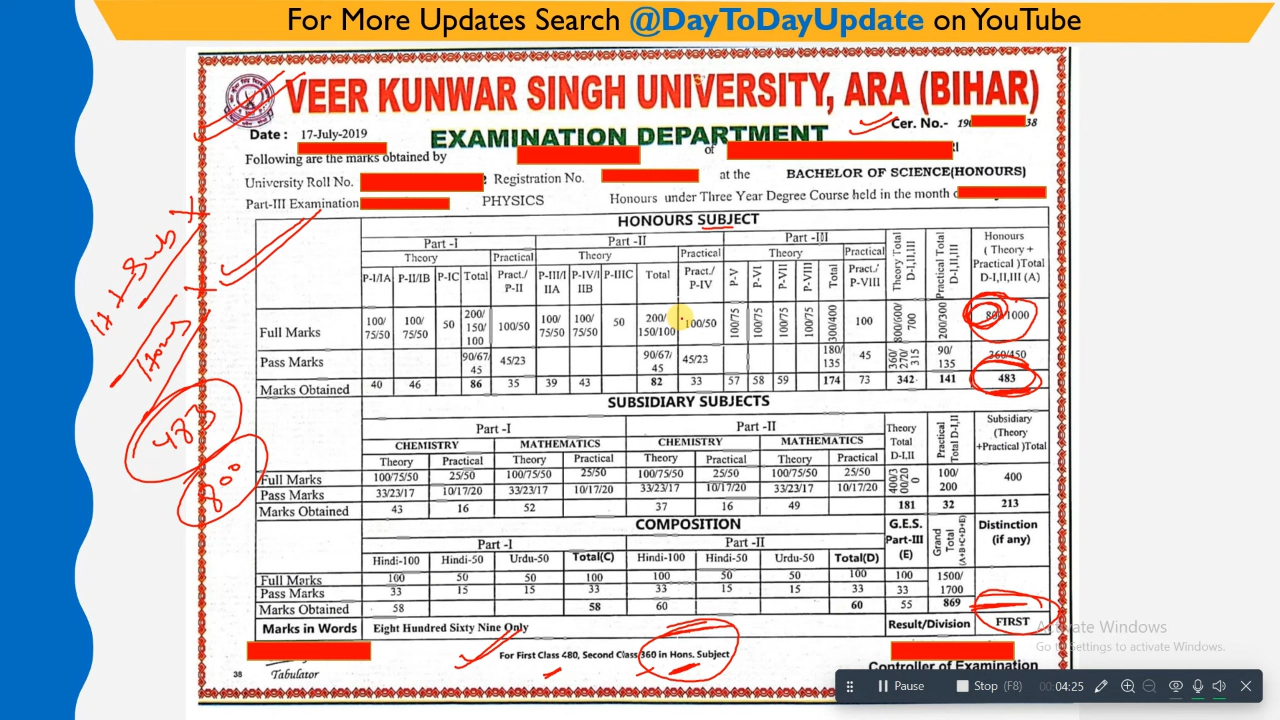 For More Updates Search @DayToDayUpdate on YouTube
VEER KUNWAR SINGH UNIVERSITY, ARA (BIHAR)
Date : 17-July-2019
EXAMINATION DEPARTMENT
Cer. No.- 190 38
Following are the marks obtained by of
University Roll No. Registration No. at the BACHELOR OF SCIENCE(HONOURS)
Part-III Examination PHYSICS Honours under Three Year Degree Course held in the month
HONOURS SUBJECT
Part -I Part -II Part -III Theory Total D-I,II,III Practical Total D-I,II,III Honours ( Theory + Practical )Total D-I,II,III (A)
Theory Practical Theory Practical Theory Practical
P-I/IA P-II/IB P-IC Total Pract./ P-II P-III/I IIA P-IV/I IIB P-IIIC Total Pract./ P-IV P-V P-VI P-VII P-VIII Total Pract./ P-VIII
Full Marks 100/ 75/50 100/ 75/50 50 200/ 150/ 100 100/50 100/ 75/50 100/ 75/50 50 200/ 150/100 100/50 100/75 100/75 100/75 100/75 300/400 100 800/600/ 700 200/300 800/1000
Pass Marks 90/67/ 45 45/23 90/67/ 45 45/23 180/ 135 45 360/ 270/ 315 90/ 135 360/450
Marks Obtained 40 46 86 35 39 43 82 33 57 58 59 174 73 342 141 483
SUBSIDIARY SUBJECTS
Part -I Part -II Theory Total D-I,II Practical Total D-I,II Subsidiary (Theory +Practical )Total
CHEMISTRY MATHEMATICS CHEMISTRY MATHEMATICS
Theory Practical Theory Practical Theory Practical Theory Practical
Full Marks 100/75/50 25/50 100/75/50 25/50 100/75/50 25/50 100/75/50 25/50 400/3 00/20 0 100/ 200 400
Pass Marks 33/23/17 10/17/20 33/23/17 10/17/20 33/23/17 10/17/20 33/23/17 10/17/20
Marks Obtained 43 16 52 37 16 49 181 32 213
COMPOSITION
Part -I Part -II G.E.S. Part-III (E) Grand Total (A+B+C+D+E) Distinction (if any)
Hindi-100 Hindi-50 Urdu-50 Total(C) Hindi-100 Hindi-50 Urdu-50 Total(D)
Full Marks 100 50 50 100 100 50 50 100 100 1500/ 1700
Pass Marks 33 15 15 33 33 15 15 33 33
Marks Obtained 58 58 60 60 55 869
Marks in Words Eight Hundred Sixty Nine Only Result/Division FIRST
For First Class 480, Second Class 360 in Hons. Subject
38 Tabulator Controller of Examination
H + Sub X
Hons
483
800
Activate Windows
Go to Settings to activate Windows.
Pause Stop (F8) 00:04:25